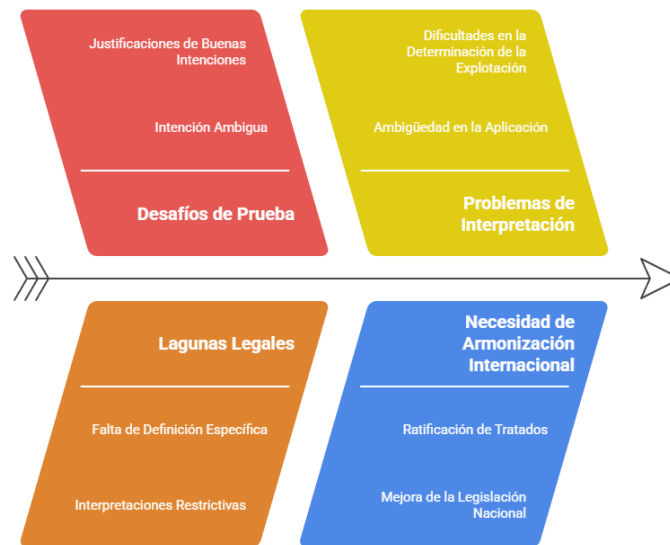 Justificaciones de Buenas
Intenciones
Intención Ambigua
Desafíos de Prueba
Dificultades en la
Determinación de la
Explotación
Ambigüedad en la Aplicación
Problemas de
Interpretación
Lagunas Legales
Falta de Definición Específica
Interpretaciones Restrictivas
Necesidad de
Armonización
Internacional
Ratificación de Tratados
Mejora de la Legislación
Nacional